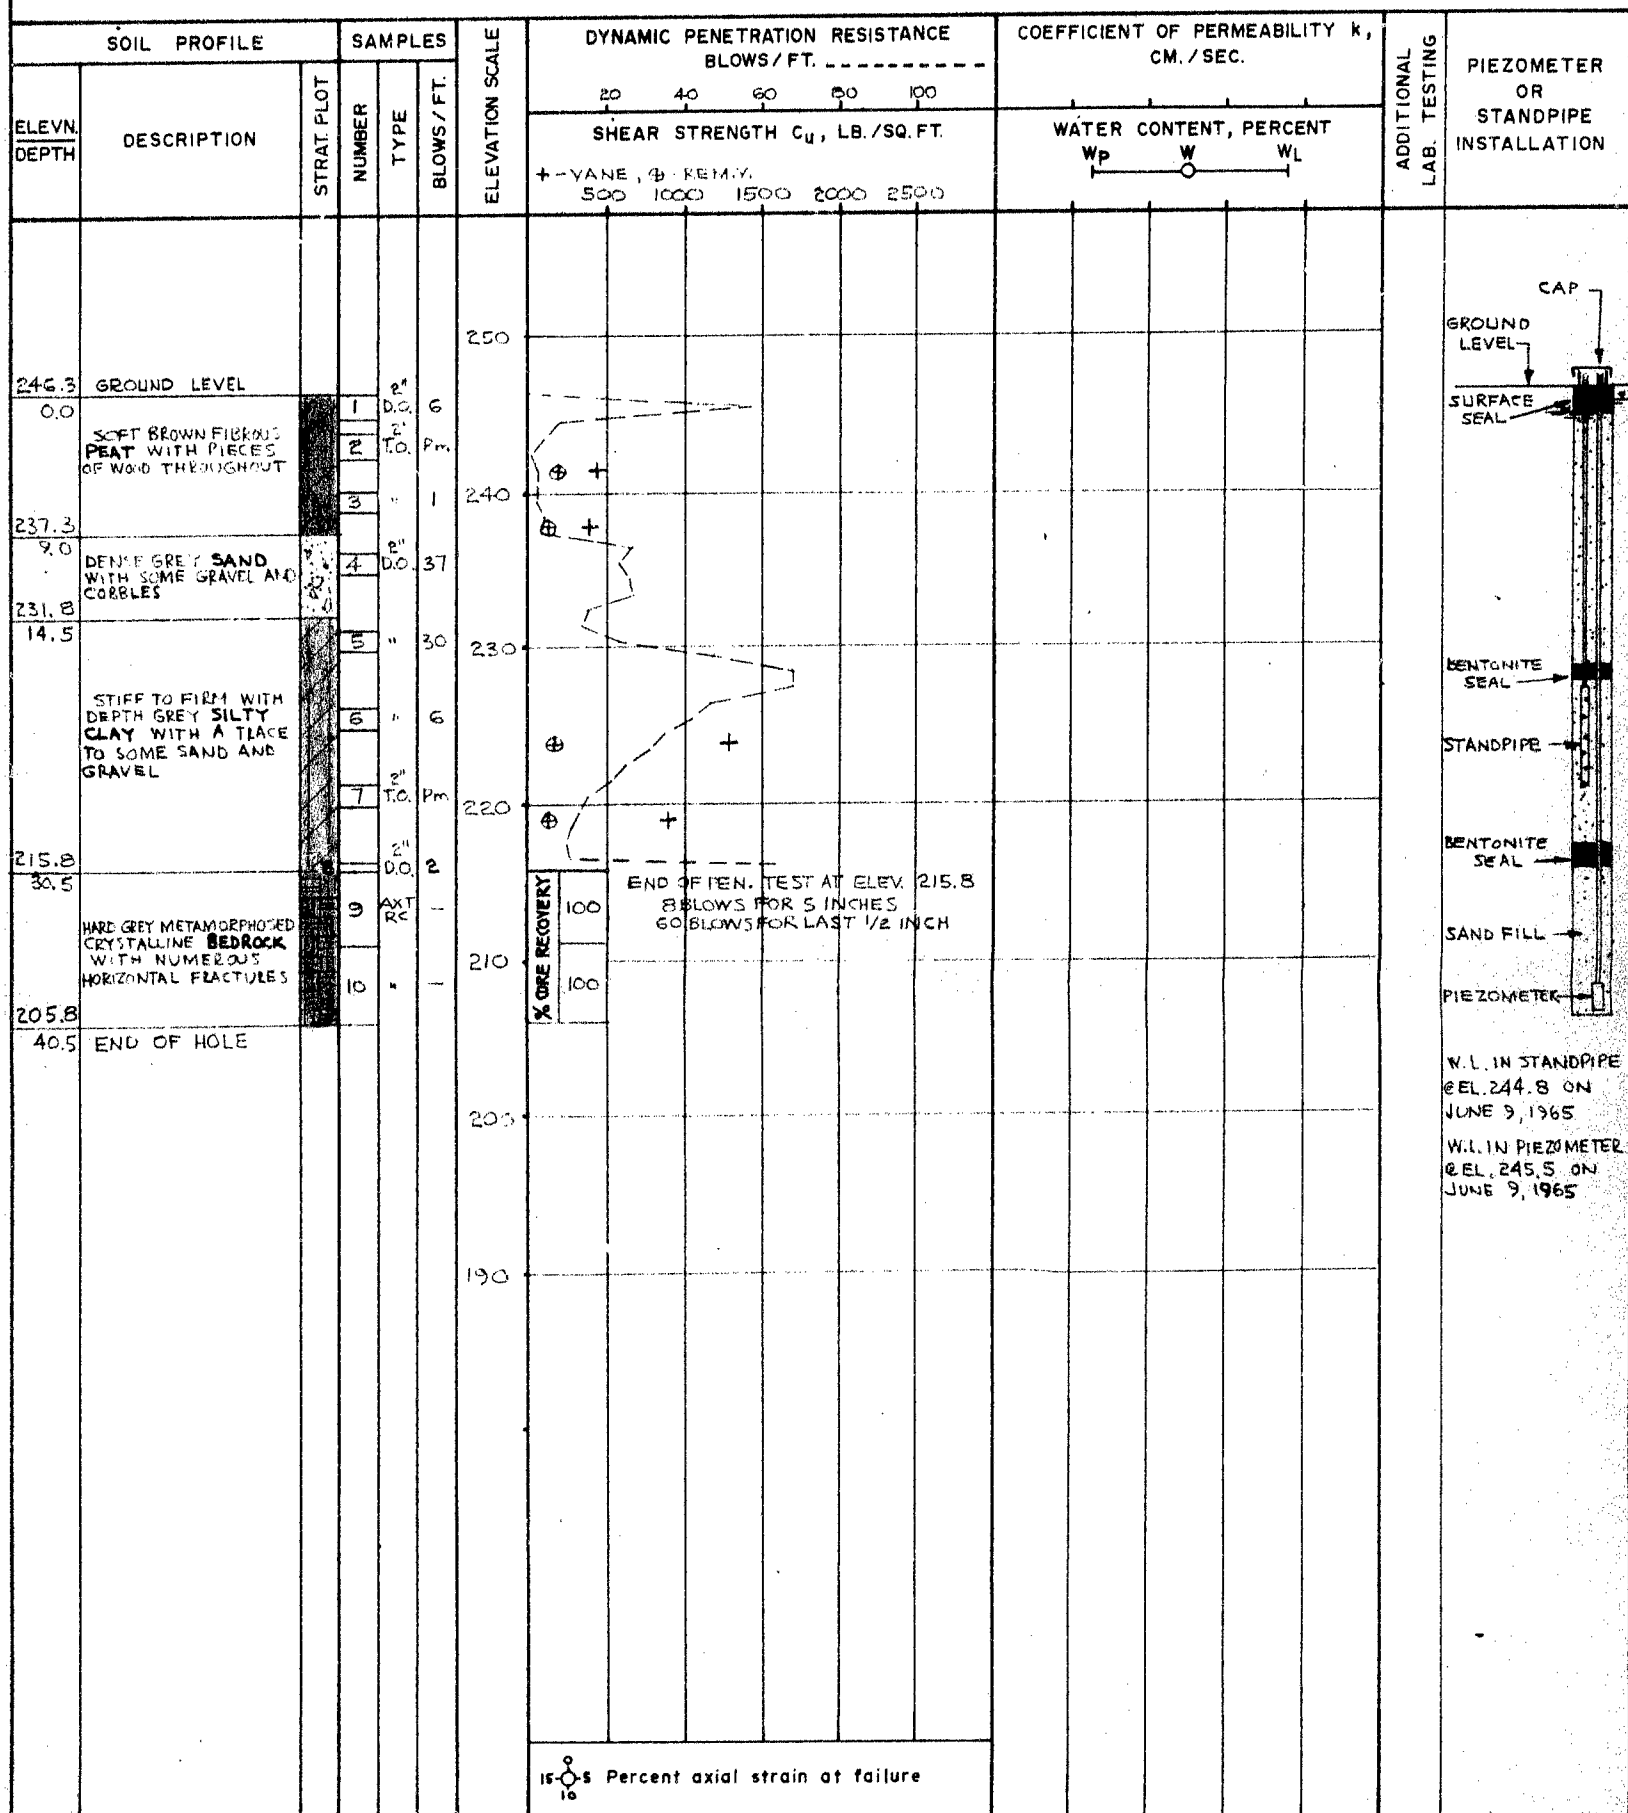 SOIL PROFILE
SAMPLES
ELEVATION SCALE
DYNAMIC PENETRATION RESISTANCE
BLOWS/FT. ---------
20 40 60 80 100
SHEAR STRENGTH Cu, LB./SQ.FT.
+-VANE, ⊕-REM.V.
500 1000 1500 2000 2500
COEFFICIENT OF PERMEABILITY k,
CM./SEC.
WATER CONTENT, PERCENT
WP W WL
ADDITIONAL
LAB. TESTING
PIEZOMETER
OR
STANDPIPE
INSTALLATION
ELEVN.
DEPTH
DESCRIPTION
STRAT. PLOT
NUMBER
TYPE
BLOWS/FT.
250
240
230
220
210
200
190
246.3 GROUND LEVEL
0.0
SOFT BROWN FIBROUS
PEAT WITH PIECES
OF WOOD THROUGHOUT
237.3
9.0
DENSE GREY SAND
WITH SOME GRAVEL AND
COBBLES
231.8
14.5
STIFF TO FIRM WITH
DEPTH GREY SILTY
CLAY WITH A TRACE
TO SOME SAND AND
GRAVEL
215.8
30.5
HARD GREY METAMORPHOSED
CRYSTALLINE BEDROCK
WITH NUMEROUS
HORIZONTAL FRACTURES
205.8
40.5 END OF HOLE
1 2" D.O. 6
2 2" T.O. Pm
3 " 1
4 2" D.O. 37
5 " 30
6 " 6
7 2" T.O. Pm
2" D.O. 2
9 AXT RC -
10 " -
% CORE RECOVERY
100
100
END OF PEN. TEST AT ELEV. 215.8
8 BLOWS FOR 5 INCHES
60 BLOWS FOR LAST 1/2 INCH
CAP
GROUND
LEVEL
SURFACE
SEAL
BENTONITE
SEAL
STANDPIPE
BENTONITE
SEAL
SAND FILL
PIEZOMETER
W.L. IN STANDPIPE
@ EL. 244.8 ON
JUNE 9, 1965
W.L. IN PIEZOMETER
@ EL. 245.5 ON
JUNE 9, 1965
0
15 5 Percent axial strain at failure
10